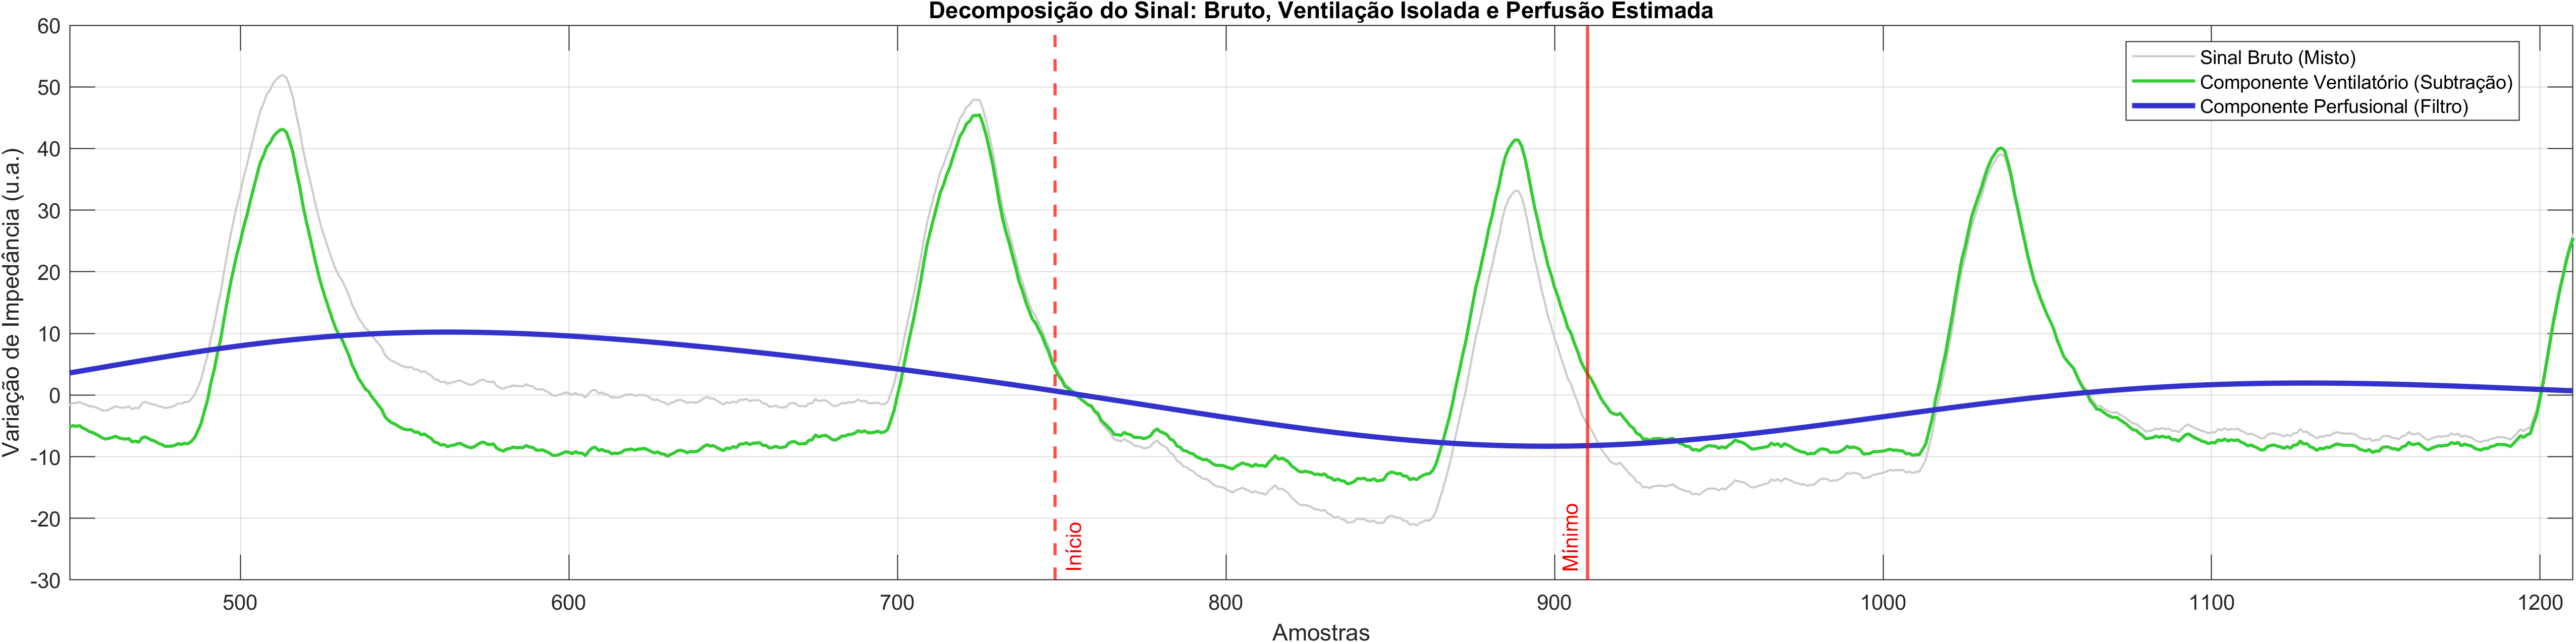 Decomposição do Sinal: Bruto, Ventilação Isolada e Perfusão Estimada
Variação de Impedância (u.a.)
60
50
40
30
20
10
0
-10
-20
-30
Sinal Bruto (Misto)
Componente Ventilatório (Subtração)
Componente Perfusional (Filtro)
Início
Mínimo
500
600
700
800
900
1000
1100
1200
Amostras